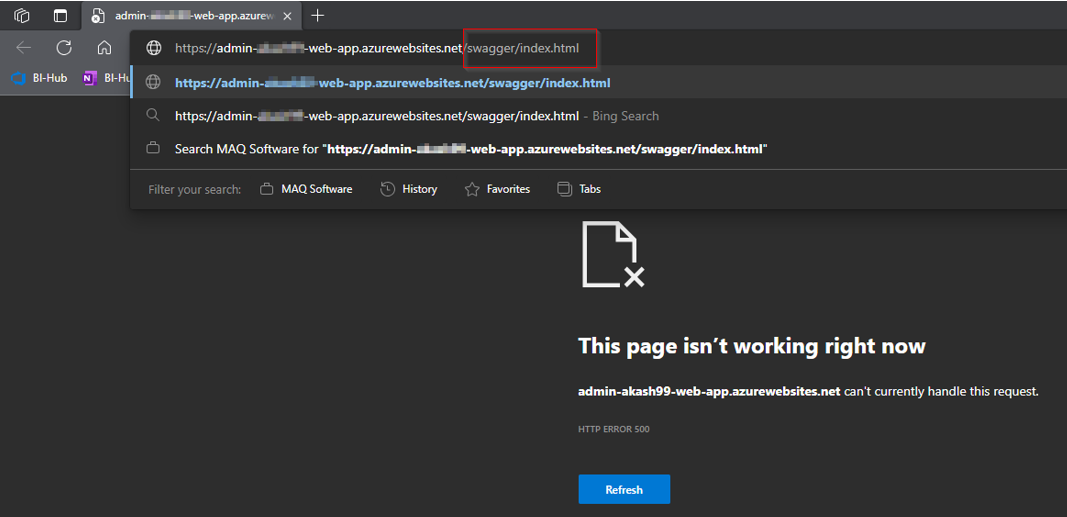 admin-
-web-app.azurew
https://admin-
-web-app.azurewebsites.net/swagger/index.html
BI-Hub
BI-Hu
https://admin-
-web-app.azurewebsites.net/swagger/index.html
https://admin-
-web-app.azurewebsites.net/swagger/index.html - Bing Search
Search MAQ Software for "https://admin-
-web-app.azurewebsites.net/swagger/index.html"
Filter your search: MAQ Software History Favorites Tabs
This page isn’t working right now
admin-akash99-web-app.azurewebsites.net can't currently handle this request.
HTTP ERROR 500
Refresh